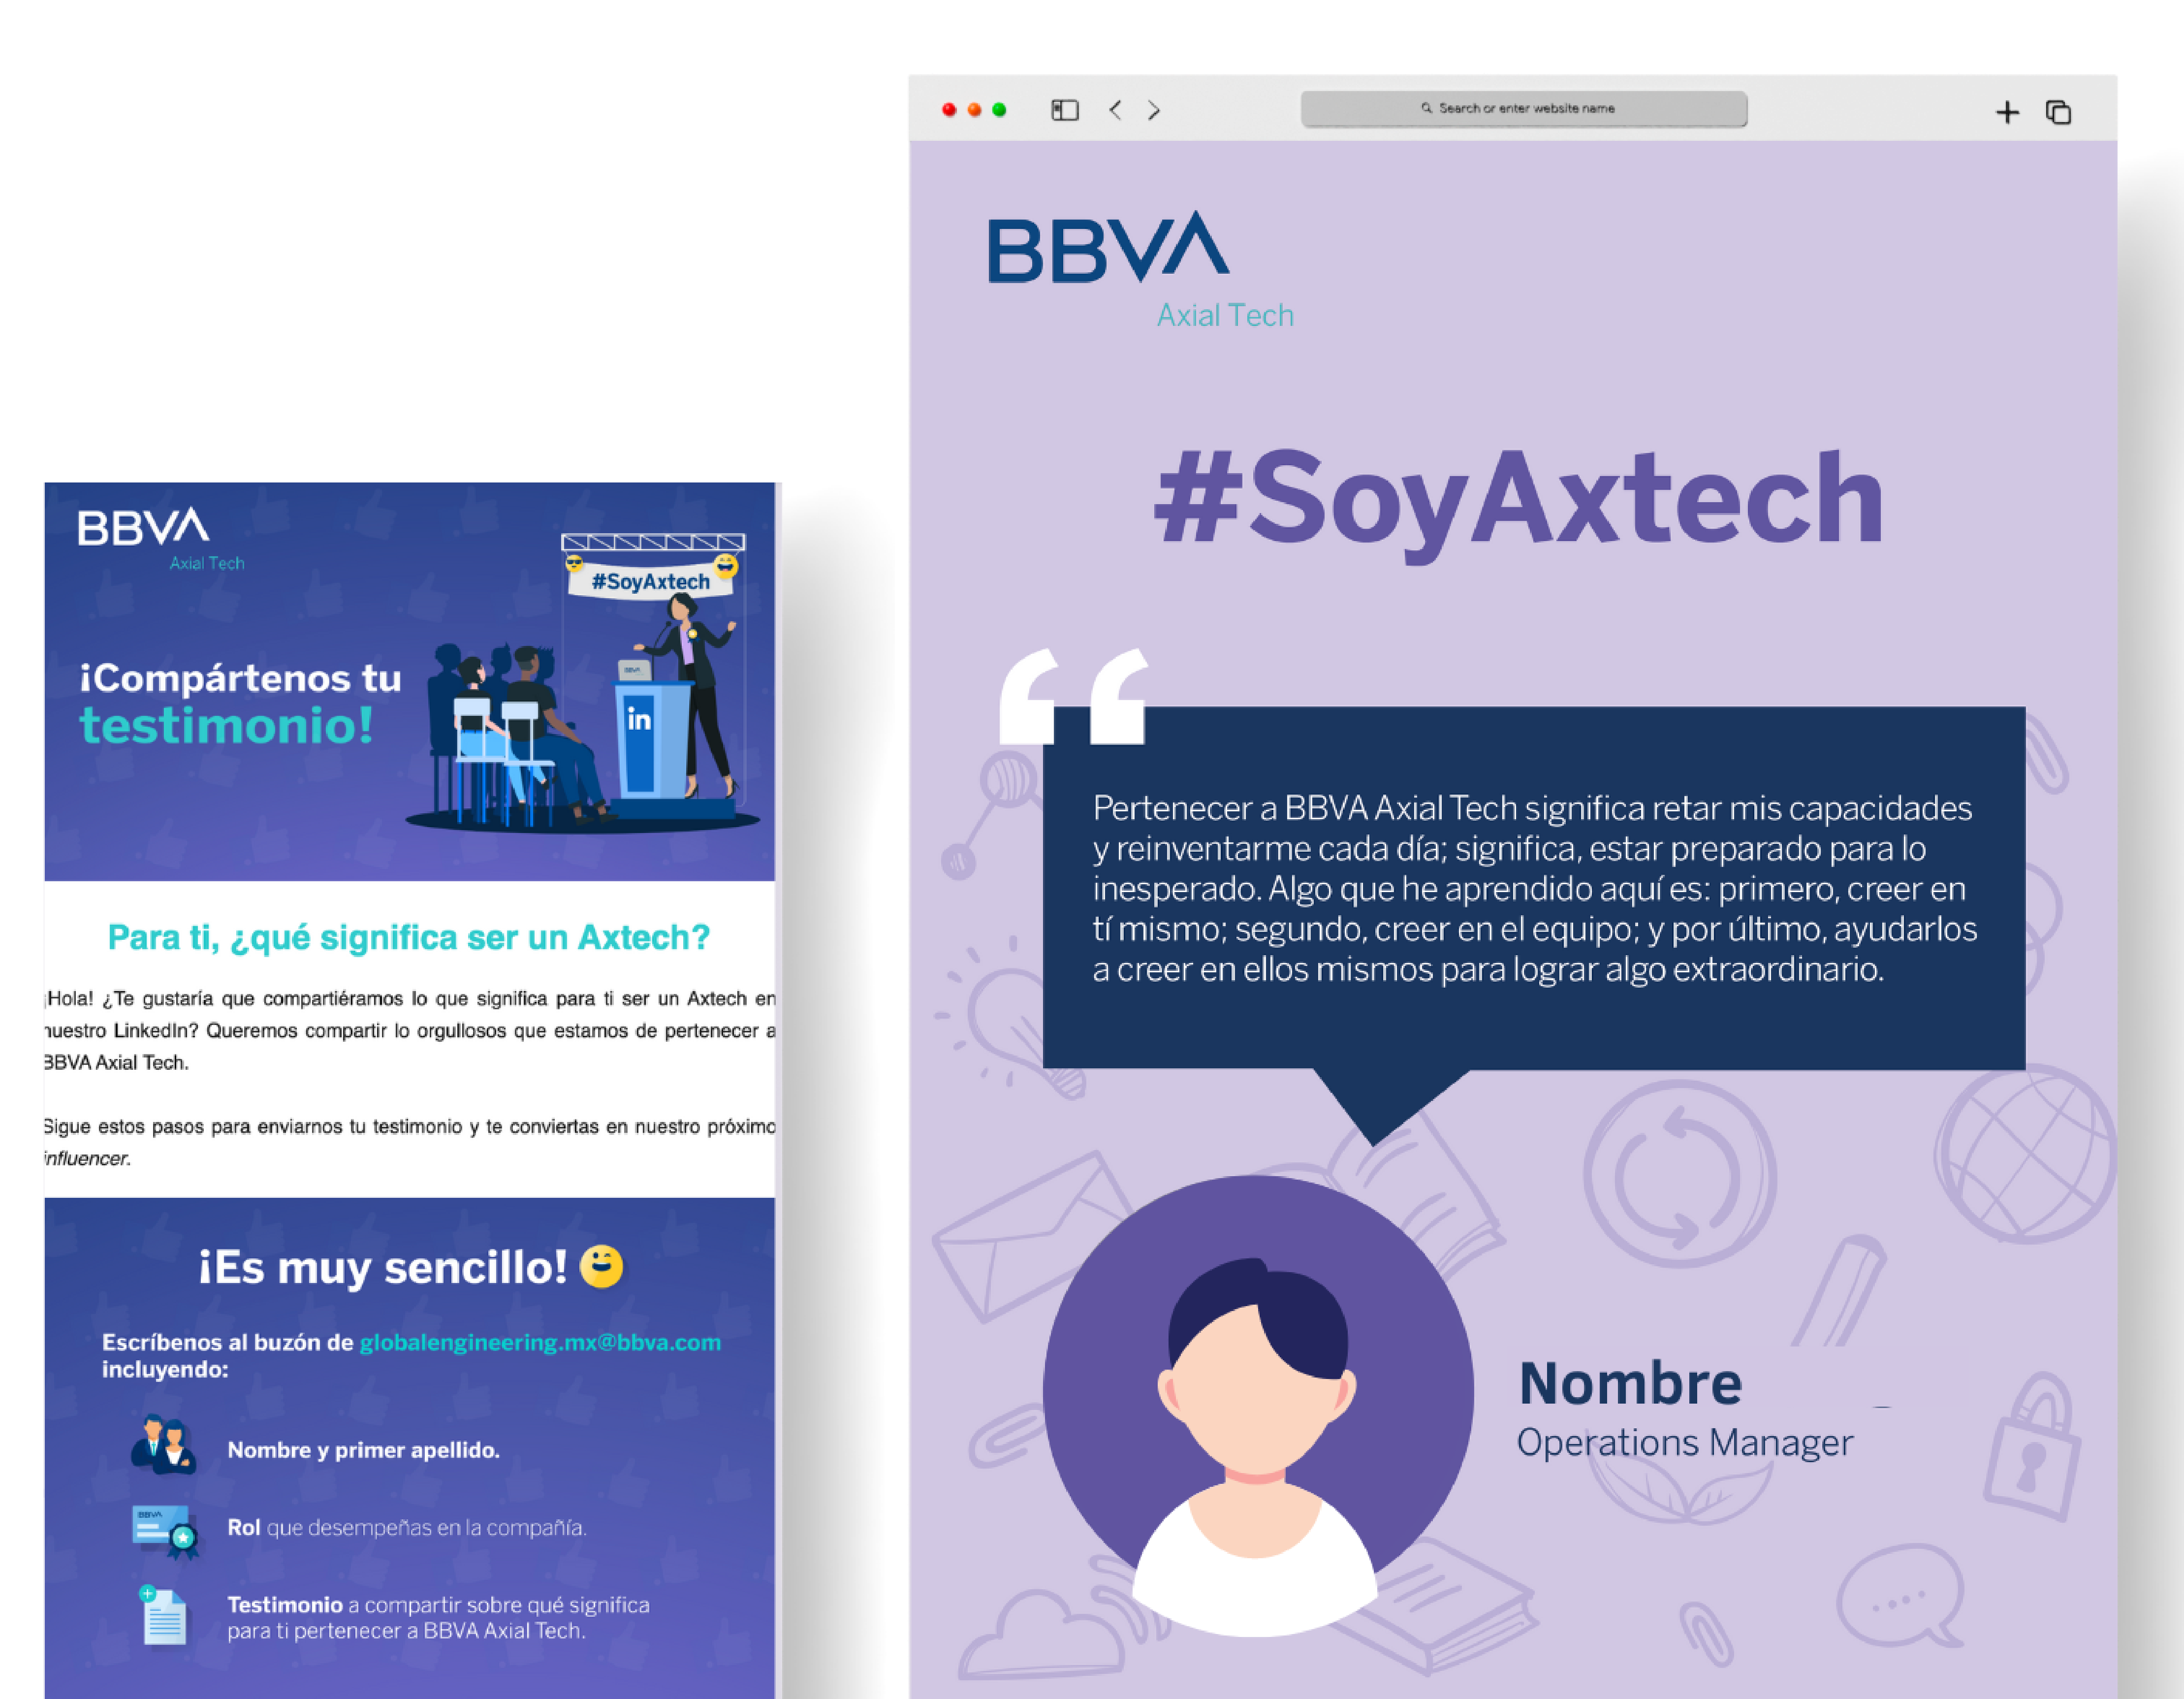 BBVA
Axial Tech
#SoyAxtech
¡Compártenos tu
testimonio!
BBVA
in
Para ti, ¿qué significa ser un Axtech?
¡Hola! ¿Te gustaría que compartiéramos lo que significa para ti ser un Axtech en
nuestro LinkedIn? Queremos compartir lo orgullosos que estamos de pertenecer a
BBVA Axial Tech.
Sigue estos pasos para enviarnos tu testimonio y te conviertas en nuestro próximo
influencer.
¡Es muy sencillo!
Escríbenos al buzón de globalengineering.mx@bbva.com
incluyendo:
Nombre y primer apellido.
BBVA
Rol que desempeñas en la compañía.
Testimonio a compartir sobre qué significa
para ti pertenecer a BBVA Axial Tech.
Search or enter website name
BBVA
Axial Tech
#SoyAxtech
Pertenecer a BBVA Axial Tech significa retar mis capacidades
y reinventarme cada día; significa, estar preparado para lo
inesperado. Algo que he aprendido aquí es: primero, creer en
tí mismo; segundo, creer en el equipo; y por último, ayudarlos
a creer en ellos mismos para lograr algo extraordinario.
Nombre
Operations Manager